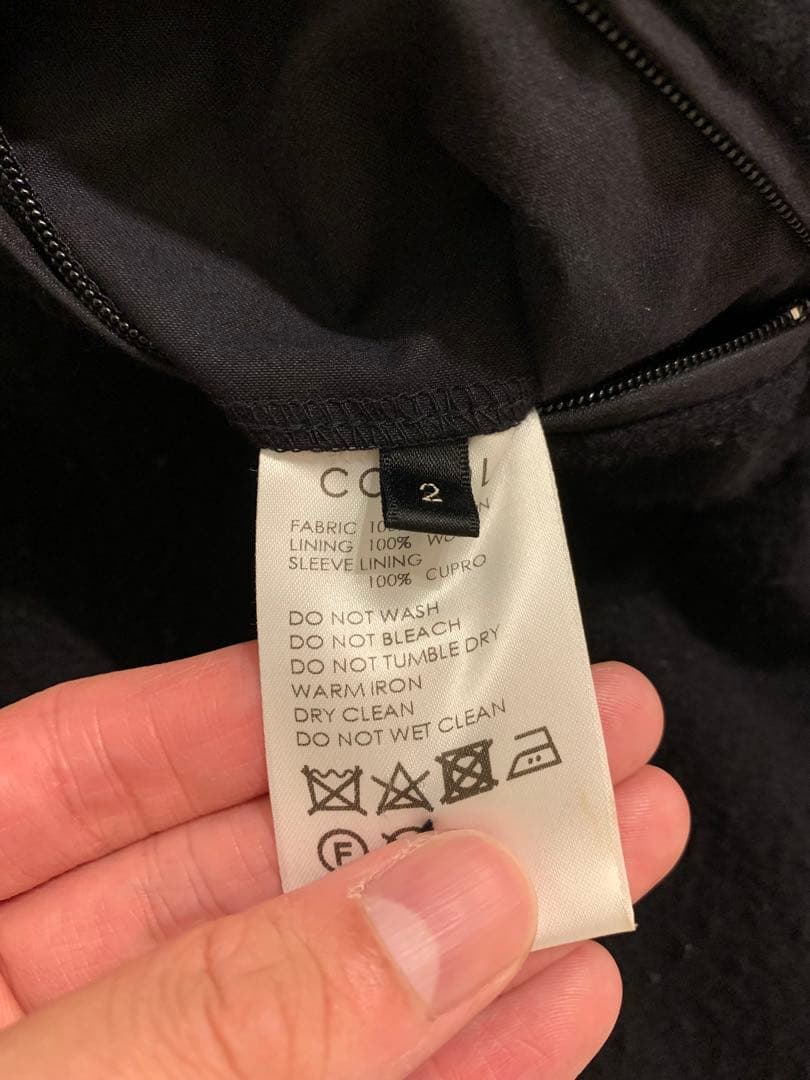 2
FABRIC
LINING 100%
SLEEVE LINING
100% CUPRO
DO NOT WASH
DO NOT BLEACH
DO NOT TUMBLE DRY
WARM IRON
DRY CLEAN
DO NOT WET CLEAN
F